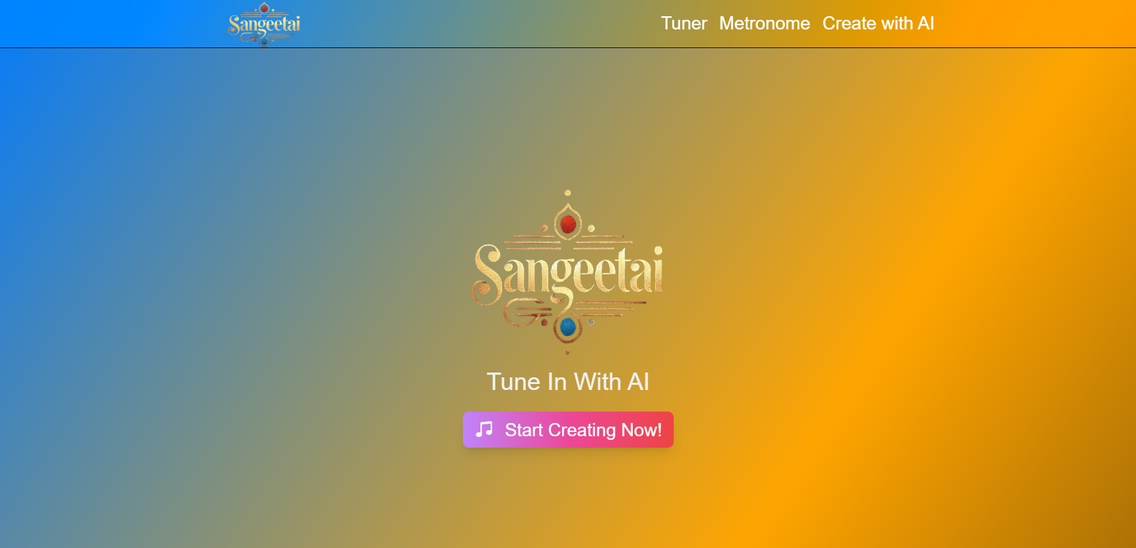 Sangeetai
Tuner Metronome Create with AI
Sangeetai
Tune In With AI
Start Creating Now!